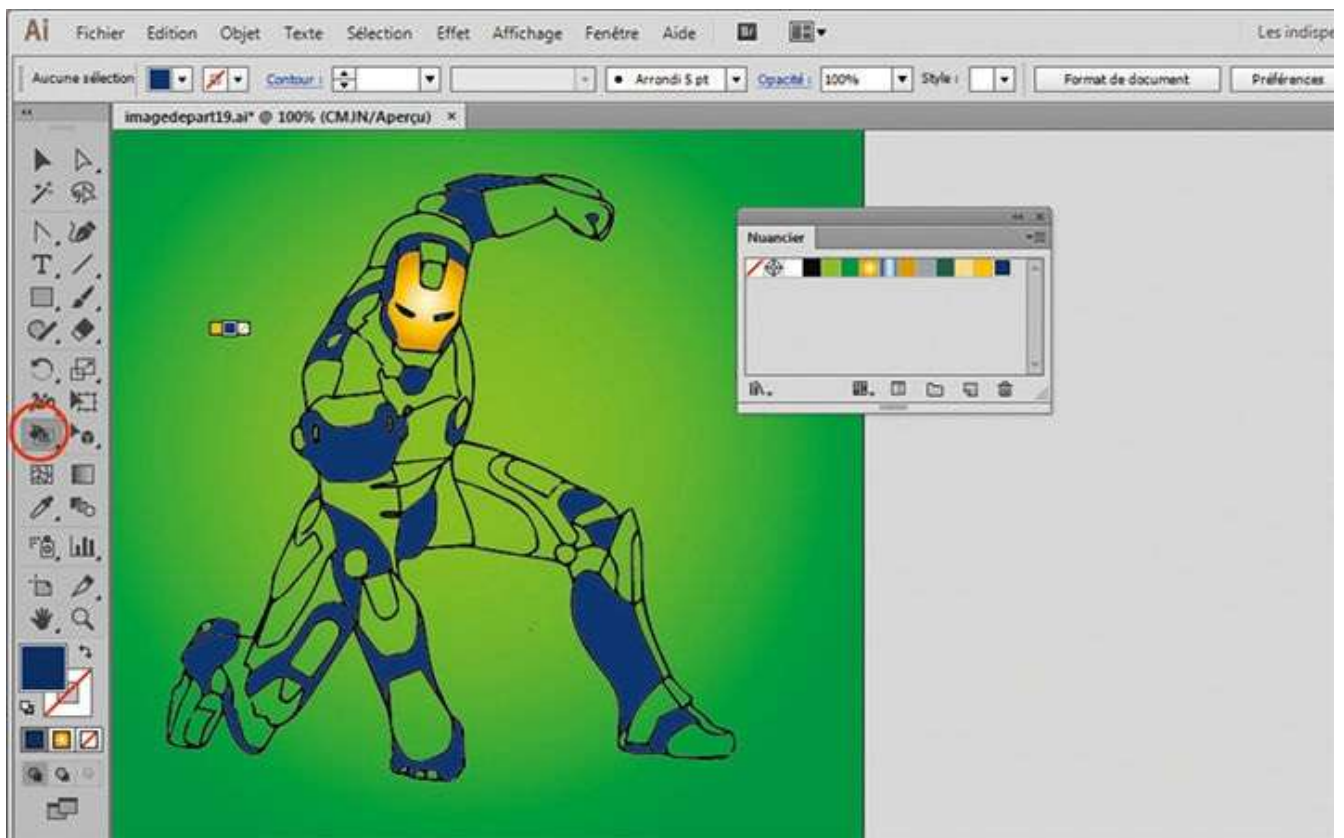 Ai Fichier Edition Objet Texte Sélection Effet Affichage Fenêtre Aide Br Les indispe
Aucune sélection Contour : Arrondi 5 pt Opacité : 100% Style : Format de document Préférences
imagedepart19.ai* @ 100% (CMJN/Aperçu) ×
Nuancier